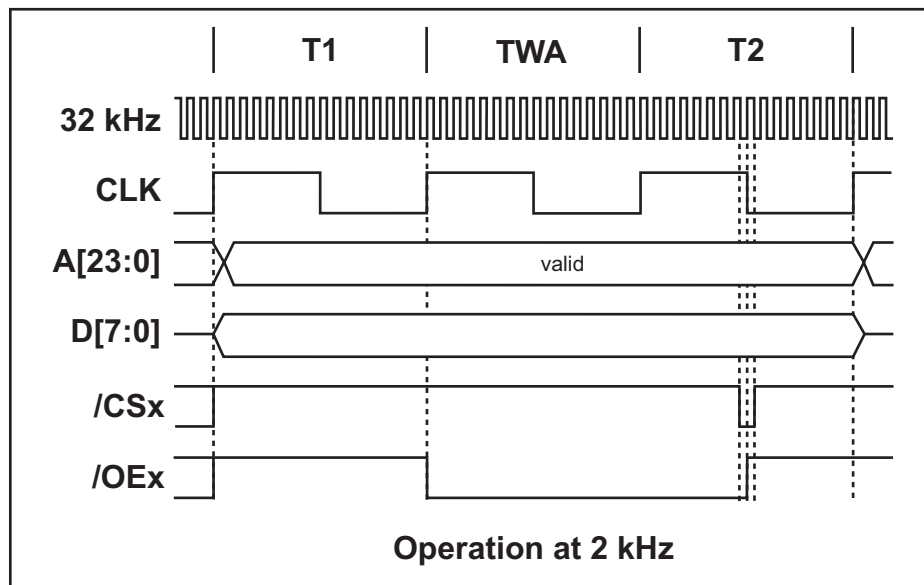 T1 TWA T2
32 kHz
CLK
A[23:0] valid
D[7:0]
/CSx
/OEx
Operation at 2 kHz